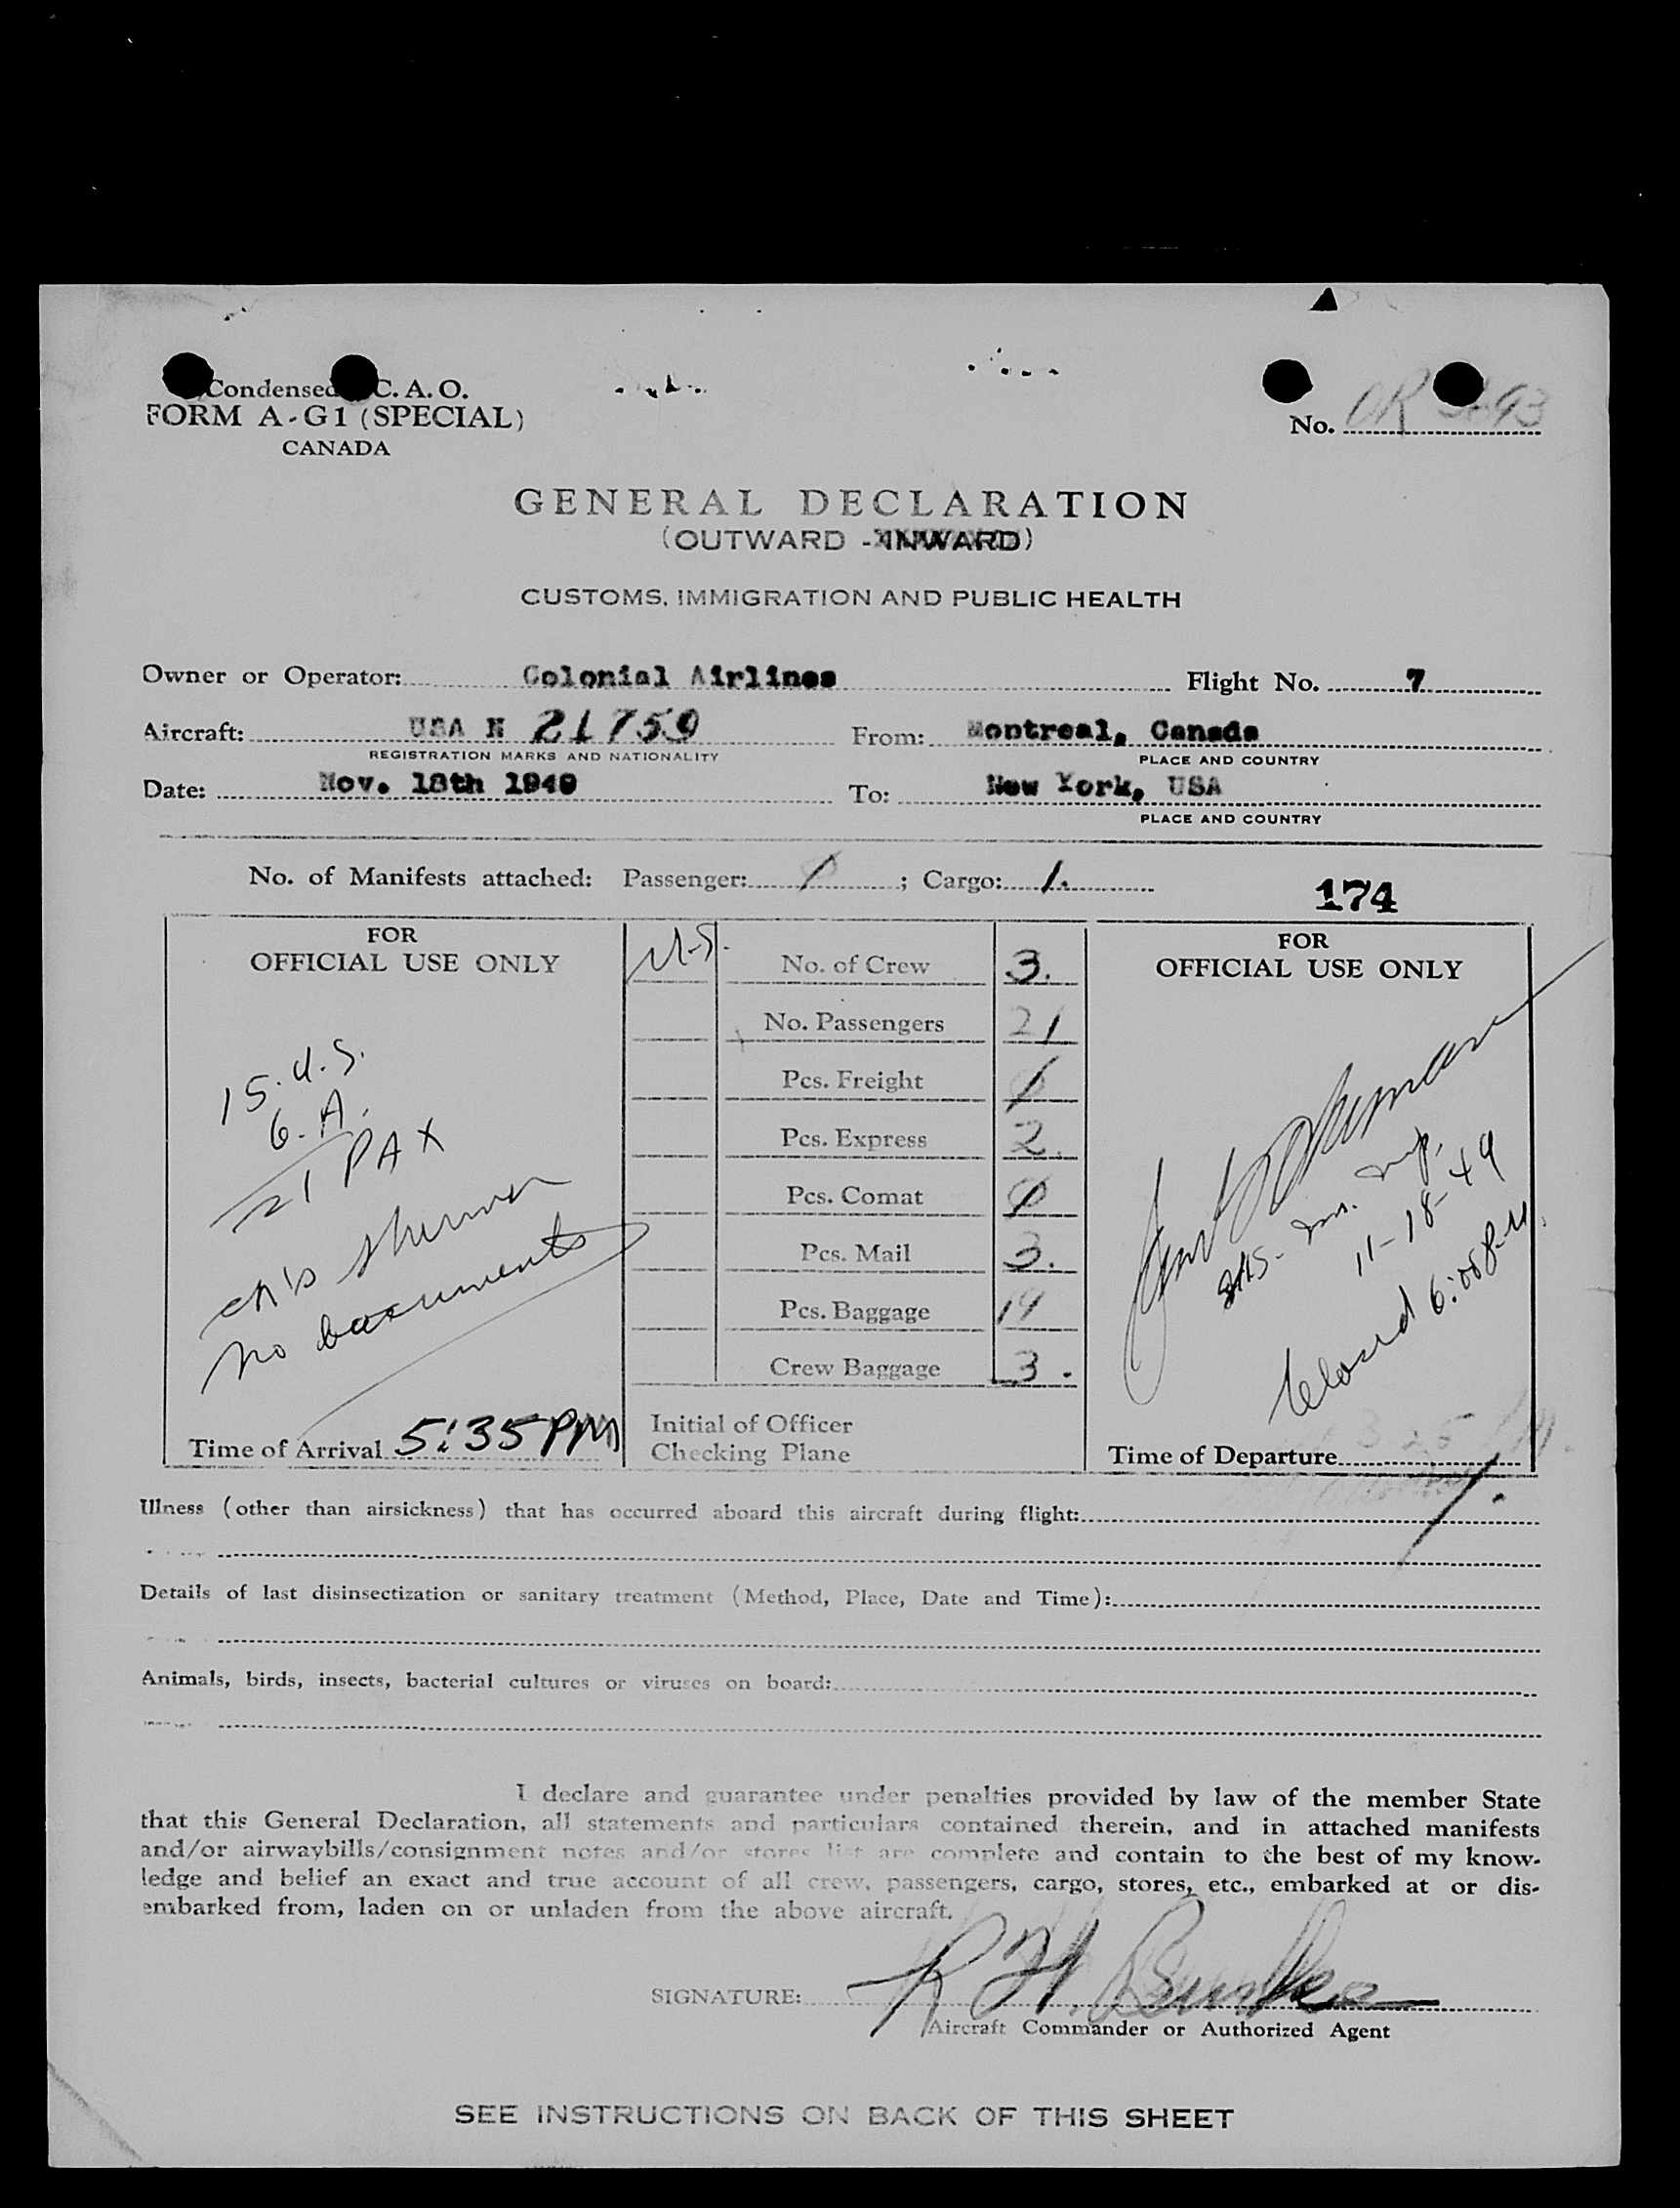 Condensed C. A. O.
FORM A-G1 (SPECIAL)
CANADA
No.
GENERAL DECLARATION
(OUTWARD - INWARD)
CUSTOMS, IMMIGRATION AND PUBLIC HEALTH
Owner or Operator: Colonial Airlines Flight No. 7
Aircraft: USA N 21750 From: Montreal, Canada
REGISTRATION MARKS AND NATIONALITY PLACE AND COUNTRY
Date: Nov. 18th 1949 To: New York, USA
PLACE AND COUNTRY
No. of Manifests attached: Passenger: ; Cargo: 1.
174
FOR
OFFICIAL USE ONLY
15. U.S.
6. A.
21 PAX
no documents
Time of Arrival 5:35 PM
No. of Crew 3.
No. Passengers 21
Pcs. Freight
Pcs. Express 2.
Pcs. Comat
Pcs. Mail 3.
Pcs. Baggage 19
Crew Baggage 3.
Initial of Officer
Checking Plane
FOR
OFFICIAL USE ONLY
11-18-49
Closed 6:00 P.M.
Time of Departure
Illness (other than airsickness) that has occurred aboard this aircraft during flight:
Details of last disinsectization or sanitary treatment (Method, Place, Date and Time):
Animals, birds, insects, bacterial cultures or viruses on board:
I declare and guarantee under penalties provided by law of the member State
that this General Declaration, all statements and particulars contained therein, and in attached manifests
and/or airwaybills/consignment notes and/or stores list are complete and contain to the best of my know-
ledge and belief an exact and true account of all crew, passengers, cargo, stores, etc., embarked at or dis-
embarked from, laden on or unladen from the above aircraft.
SIGNATURE:
Aircraft Commander or Authorized Agent
SEE INSTRUCTIONS ON BACK OF THIS SHEET